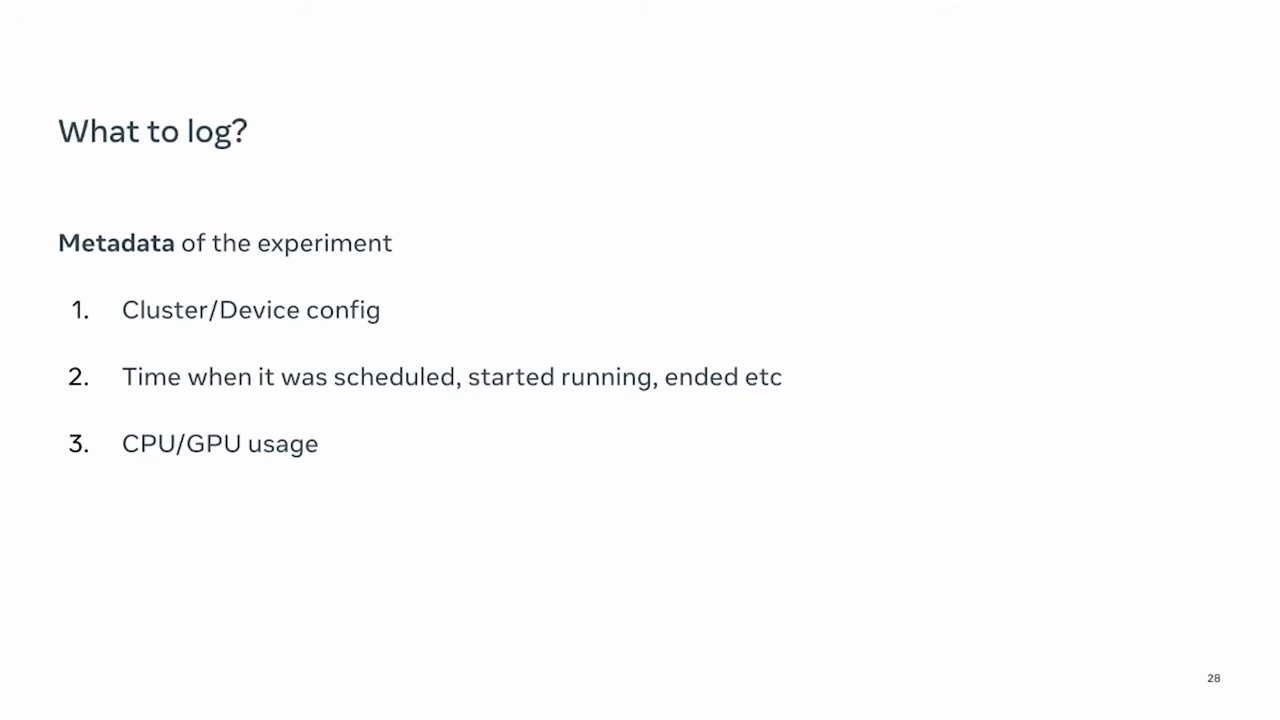 What to log?
Metadata of the experiment
1. Cluster/Device config
2. Time when it was scheduled, started running, ended etc
3. CPU/GPU usage
28